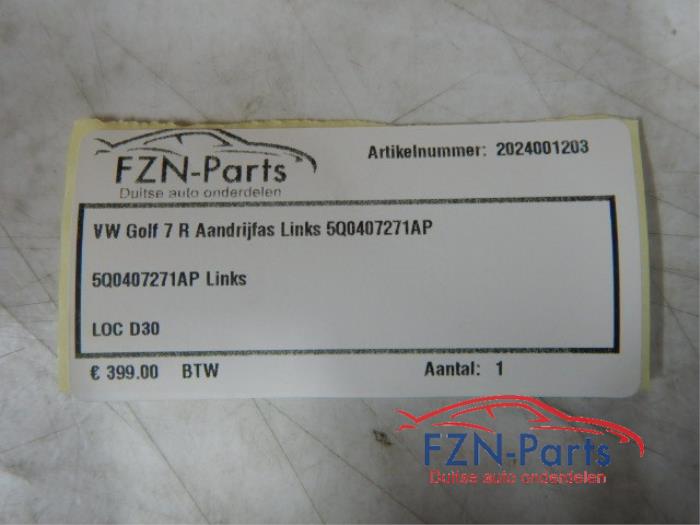 FZN-Parts
Duitse auto onderdelen
Artikelnummer: 2024001203
VW Golf 7 R Aandrijfas Links 5Q0407271AP
5Q0407271AP Links
LOC D30
€ 399.00 BTW
Aantal: 1
FZN-Parts
Duitse auto onderdelen